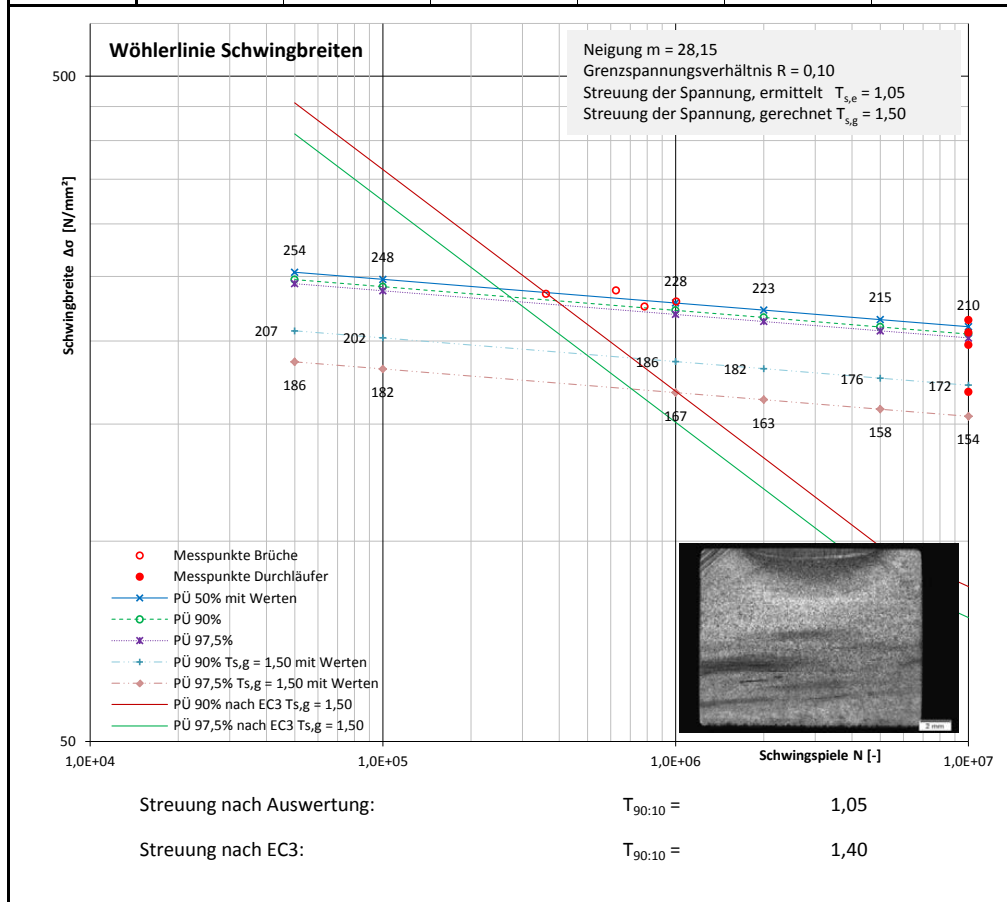 Wöhlerlinie Schwingbreiten
Neigung m = 28,15
Grenzspannungsverhältnis R = 0,10
Streuung der Spannung, ermittelt T_s,e = 1,05
Streuung der Spannung, gerechnet T_s,g = 1,50
500
Schwingbreite Δσ [N/mm²]
254
248
228
223
215
210
207
202
186
182
176
172
186
182
167
163
158
154
Messpunkte Brüche
Messpunkte Durchläufer
PÜ 50% mit Werten
PÜ 90%
PÜ 97,5%
PÜ 90% Ts,g = 1,50 mit Werten
PÜ 97,5% Ts,g = 1,50 mit Werten
PÜ 90% nach EC3 Ts,g = 1,50
PÜ 97,5% nach EC3 Ts,g = 1,50
2 mm
50
1,0E+04
1,0E+05
1,0E+06
Schwingspiele N [-]
1,0E+07
Streuung nach Auswertung: T90:10 = 1,05
Streuung nach EC3: T90:10 = 1,40